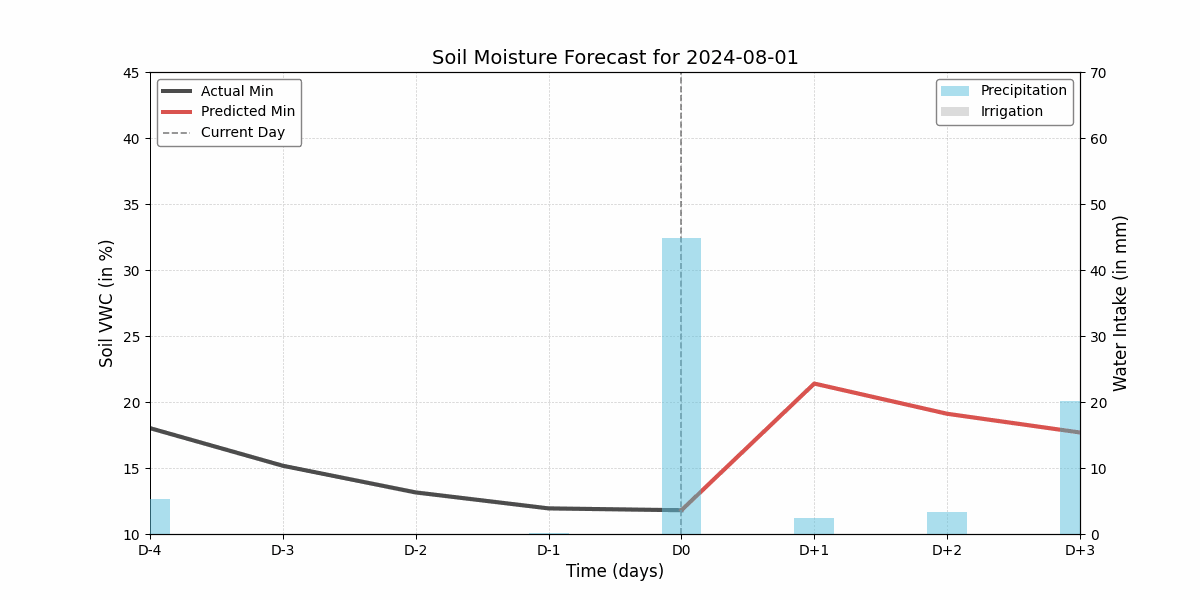 Soil Moisture Forecast for 2024-08-01
Actual Min
Predicted Min
Current Day
Precipitation
Irrigation
Soil VWC (in %)
45
40
35
30
25
20
15
10
Water Intake (in mm)
70
60
50
40
30
20
10
0
D-4 D-3 D-2 D-1 D0 D+1 D+2 D+3
Time (days)